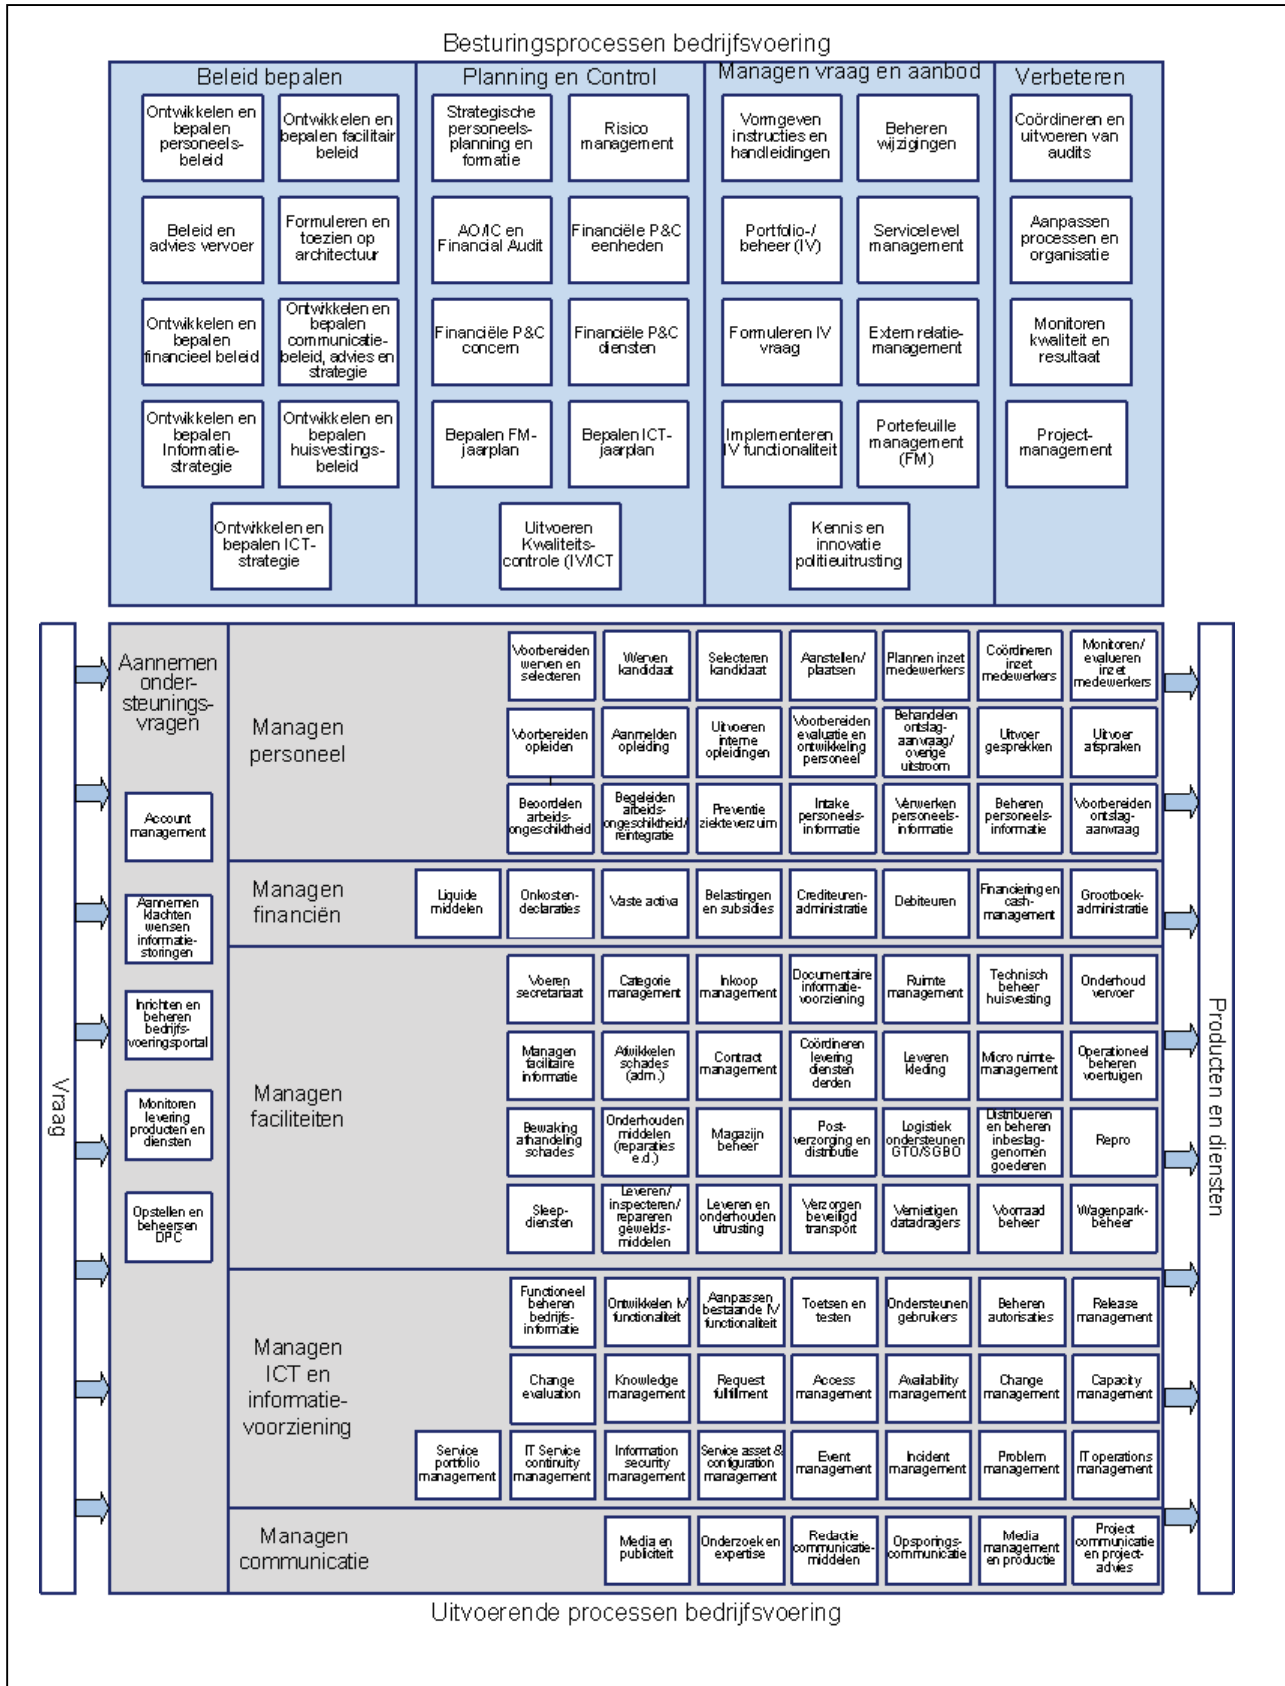 Besturingsprocessen bedrijfsvoering
Beleid bepalen
Ontwikkelen en
bepalen
personeels-
beleid
Ontwikkelen en
bepalen facilitair
beleid
Beleid en
advies vervoer
Formuleren en
toezien op
architectuur
Ontwikkelen en
bepalen
financieel beleid
Ontwikkelen en
bepalen
communicatie-
beleid, advies en
strategie
Ontwikkelen en
bepalen
Informatie-
strategie
Ontwikkelen en
bepalen
huisvestings-
beleid
Ontwikkelen en
bepalen ICT-
strategie
Planning en Control
Strategische
personeels-
planning en
formatie
Risico
management
AO/IC en
Financial Audit
Financiële P&C
eenheden
Financiële P&C
concern
Financiële P&C
diensten
Bepalen FM-
jaarplan
Bepalen ICT-
jaarplan
Uitvoeren
Kwaliteits-
controle (IV/ICT
Managen vraag en aanbod
Vormgeven
instructies en
handleidingen
Beheren
wijzigingen
Portfolio-/
beheer (IV)
Servicelevel
management
Formuleren IV
vraag
Extern relatie-
management
Implementeren
IV functionaliteit
Portefeuille
management
(FM)
Kennis en
innovatie
politieuitrusting
Verbeteren
Coördineren en
uitvoeren van
audits
Aanpassen
processen en
organisatie
Monitoren
kwaliteit en
resultaat
Project-
management
Vraag
Aannemen
onder-
steunings-
vragen
Account
management
Aannemen
klachten
wensen
informatie-
storingen
Inrichten en
beheren
bedrijfs-
voeringsportal
Monitoren
levering
producten en
diensten
Opstellen en
beheersen
DPC
Managen
personeel
Voorbereiden
werven en
selecteren
Werven
kandidaat
Selecteren
kandidaat
Aanstellen/
plaatsen
Plannen inzet
medewerkers
Coördineren
inzet
medewerkers
Monitoren/
evalueren
inzet
medewerkers
Voorbereiden
opleiden
Aanmelden
opleiding
Uitvoeren
interne
opleidingen
Voorbereiden
evaluatie en
ontwikkeling
personeel
Behandelen
ontslag-
aanvraag/
overige
uitstroom
Uitvoer
gesprekken
Uitvoer
afspraken
Beoordelen
arbeids-
ongeschiktheid
Begeleiden
arbeids-
ongeschiktheid/
reïntegratie
Preventie
ziekteverzuim
Intake
personeels-
informatie
Verwerken
personeels-
informatie
Beheren
personeels-
informatie
Voorbereiden
ontslag-
aanvraag
Managen
financiën
Liquide
middelen
Onkosten-
declaraties
Vaste activa
Belastingen
en subsidies
Crediteuren-
administratie
Debiteuren
Financiering en
cash-
management
Grootboek-
administratie
Managen
faciliteiten
Voeren
secretariaat
Categorie
management
Inkoop
management
Documentaire
informatie-
voorziening
Ruimte
management
Technisch
beheer
huisvesting
Onderhoud
vervoer
Managen
facilitaire
informatie
Afwikkelen
schades
(adm.)
Contract
management
Coördineren
levering
diensten
derden
Leveren
kleding
Micro ruimte-
management
Operationeel
beheren
voertuigen
Bewaking
afhandeling
schades
Onderhouden
middelen
(reparaties
e.d.)
Magazijn
beheer
Post-
verzorging en
distributie
Logistiek
ondersteunen
GTO/SGBO
Distribueren
en beheren
inbeslag-
genomen
goederen
Repro
Sleep-
diensten
Leveren/
inspecteren/
repareren
gewelds-
middelen
Leveren en
onderhouden
uitrusting
Verzorgen
beveiligd
transport
Vernietigen
datadragers
Voorraad
beheer
Wagenpark-
beheer
Managen
ICT en
informatie-
voorziening
Functioneel
beheren
bedrijfs-
informatie
Ontwikkelen IV
functionaliteit
Aanpassen
bestaande IV
functionaliteit
Toetsen en
testen
Ondersteunen
gebruikers
Beheren
autorisaties
Release
management
Change
evaluation
Knowledge
management
Request
fulfillment
Access
management
Availability
management
Change
management
Capacity
management
Service
portfolio
management
IT Service
continuity
management
Information
security
management
Service asset &
configuration
management
Event
management
Incident
management
Problem
management
IT operations
management
Managen
communicatie
Media en
publiciteit
Onderzoek en
expertise
Redactie
communicatie-
middelen
Opsporings-
communicatie
Media
management
en productie
Project
communicatie
en project-
advies
Producten en diensten
Uitvoerende processen bedrijfsvoering